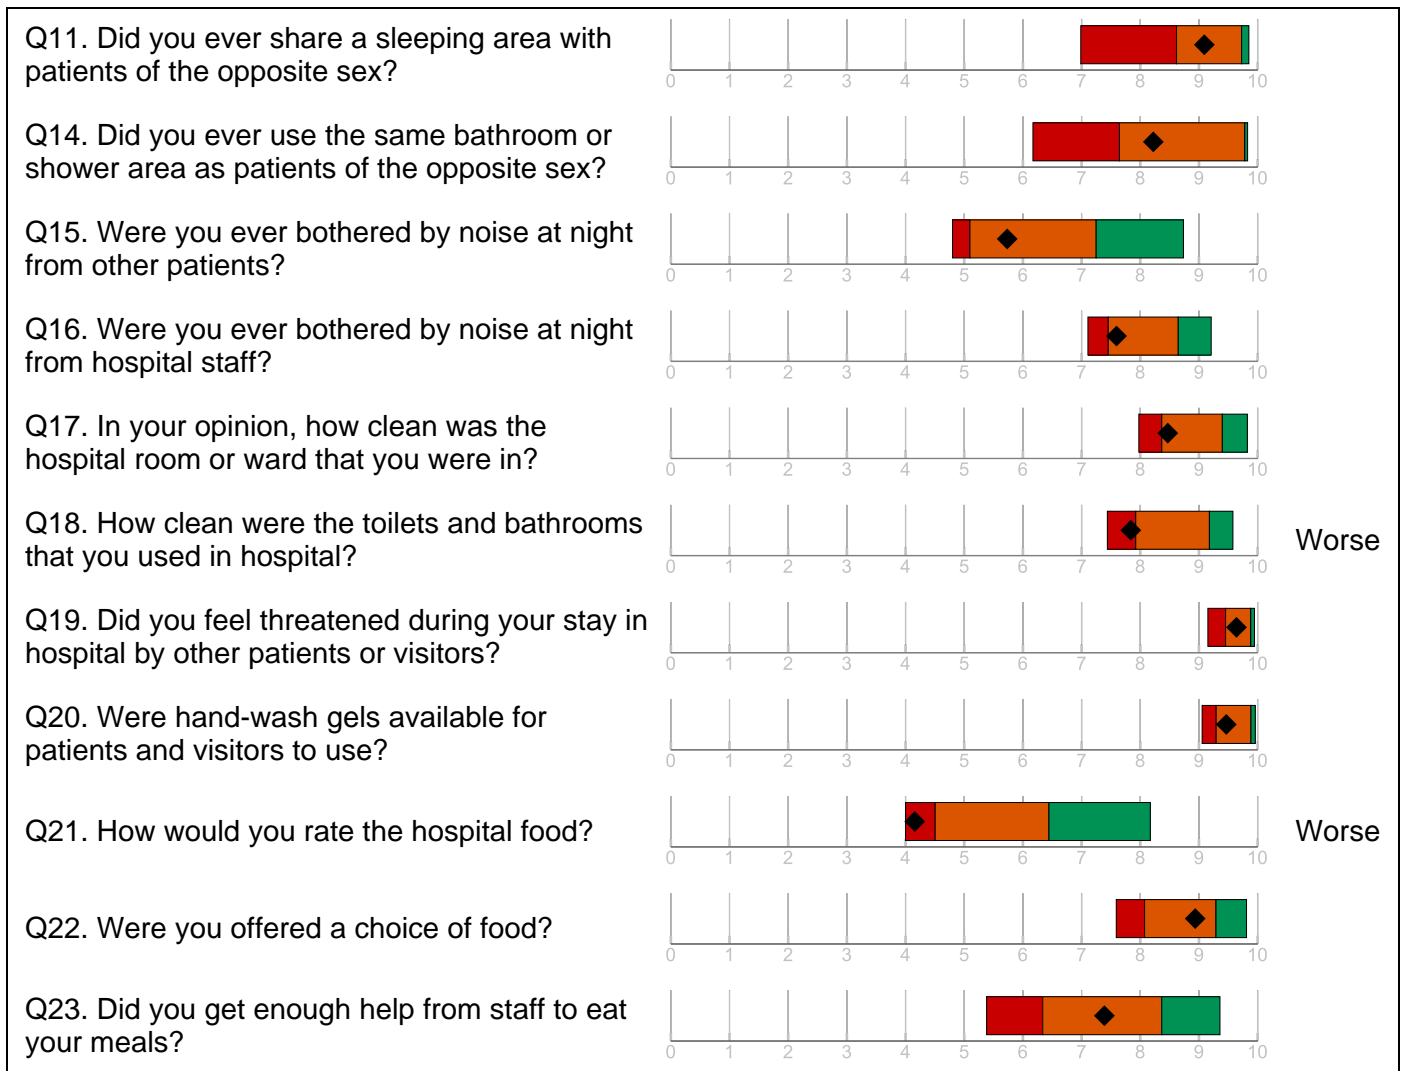 Q11. Did you ever share a sleeping area with
patients of the opposite sex?
0 1 2 3 4 5 6 7 8 9 10
Q14. Did you ever use the same bathroom or
shower area as patients of the opposite sex?
0 1 2 3 4 5 6 7 8 9 10
Q15. Were you ever bothered by noise at night
from other patients?
0 1 2 3 4 5 6 7 8 9 10
Q16. Were you ever bothered by noise at night
from hospital staff?
0 1 2 3 4 5 6 7 8 9 10
Q17. In your opinion, how clean was the
hospital room or ward that you were in?
0 1 2 3 4 5 6 7 8 9 10
Q18. How clean were the toilets and bathrooms
that you used in hospital?
Worse
0 1 2 3 4 5 6 7 8 9 10
Q19. Did you feel threatened during your stay in
hospital by other patients or visitors?
0 1 2 3 4 5 6 7 8 9 10
Q20. Were hand-wash gels available for
patients and visitors to use?
0 1 2 3 4 5 6 7 8 9 10
Q21. How would you rate the hospital food?
Worse
0 1 2 3 4 5 6 7 8 9 10
Q22. Were you offered a choice of food?
0 1 2 3 4 5 6 7 8 9 10
Q23. Did you get enough help from staff to eat
your meals?
0 1 2 3 4 5 6 7 8 9 10